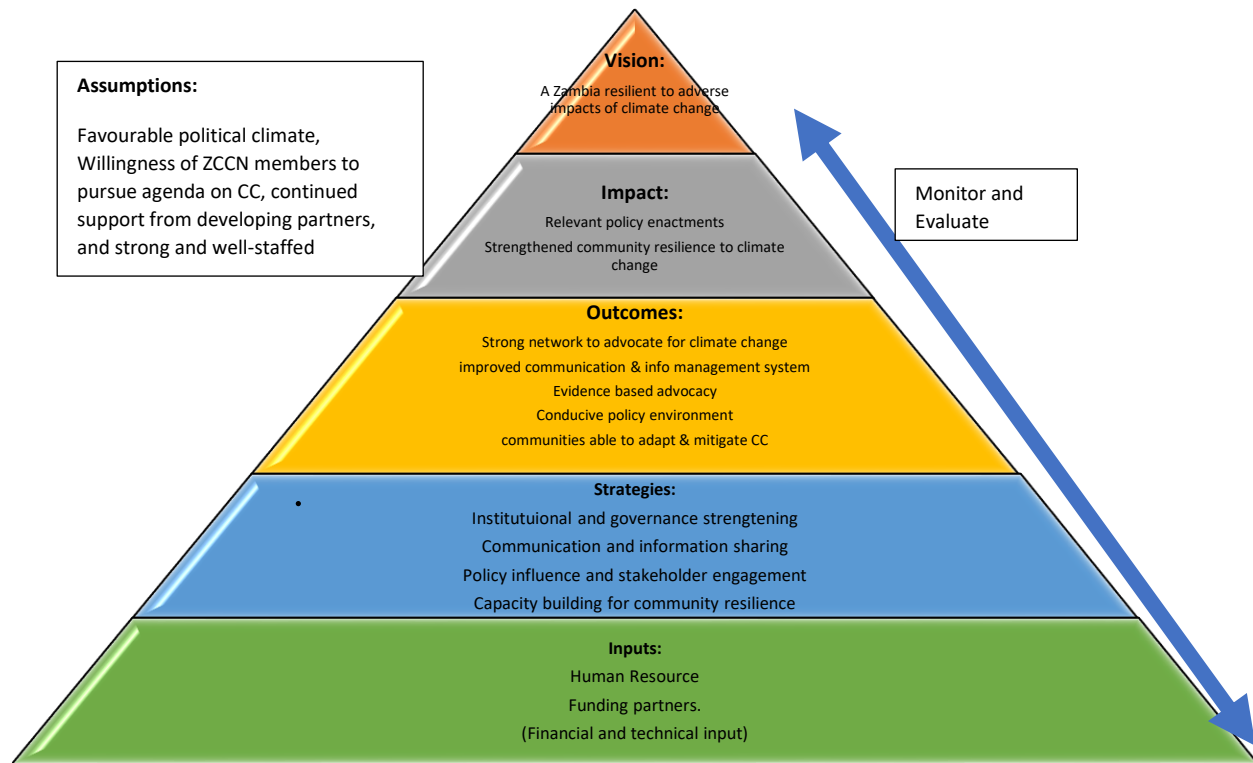 Assumptions:
Favourable political climate,
Willingness of ZCCN members to
pursue agenda on CC, continued
support from developing partners,
and strong and well-staffed
Vision:
A Zambia resilient to adverse
impacts of climate change
Monitor and
Evaluate
Impact:
Relevant policy enactments
Strengthened community resilience to climate
change
Outcomes:
Strong network to advocate for climate change
improved communication & info management system
Evidence based advocacy
Conducive policy environment
communities able to adapt & mitigate CC
Strategies:
•
Instituional and governance strengtening
Communication and information sharing
Policy influence and stakeholder engagement
Capacity building for community resilience
Inputs:
Human Resource
Funding partners.
(Financial and technical input)